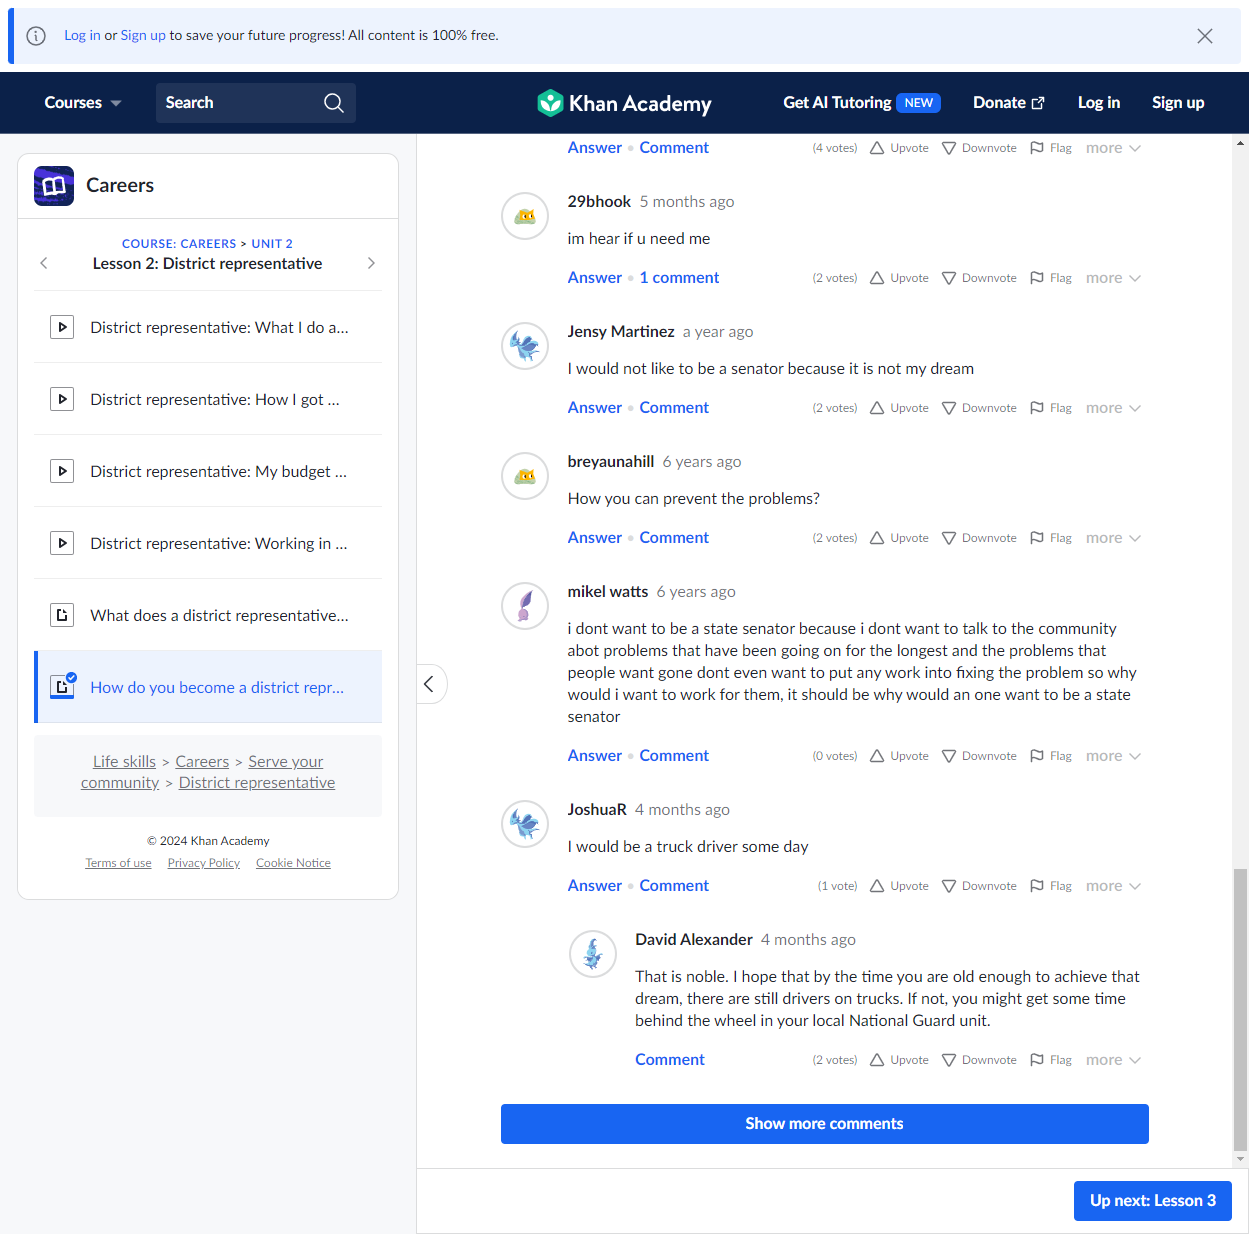 Log in or Sign up to save your future progress! All content is 100% free.
Courses
Search
Khan Academy
Get AI Tutoring NEW
Donate
Log in
Sign up
Careers
COURSE: CAREERS > UNIT 2
Lesson 2: District representative
District representative: What I do a...
District representative: How I got ...
District representative: My budget ...
District representative: Working in ...
What does a district representative...
How do you become a district repr...
Life skills > Careers > Serve your
community > District representative
© 2024 Khan Academy
Terms of use Privacy Policy Cookie Notice
Answer • Comment (4 votes) Upvote Downvote Flag more
29bhook 5 months ago
im hear if u need me
Answer • 1 comment (2 votes) Upvote Downvote Flag more
Jensy Martinez a year ago
I would not like to be a senator because it is not my dream
Answer • Comment (2 votes) Upvote Downvote Flag more
breyaunahill 6 years ago
How you can prevent the problems?
Answer • Comment (2 votes) Upvote Downvote Flag more
mikel watts 6 years ago
i dont want to be a state senator because i dont want to talk to the community
abot problems that have been going on for the longest and the problems that
people want gone dont even want to put any work into fixing the problem so why
would i want to work for them, it should be why would an one want to be a state
senator
Answer • Comment (0 votes) Upvote Downvote Flag more
JoshuaR 4 months ago
I would be a truck driver some day
Answer • Comment (1 vote) Upvote Downvote Flag more
David Alexander 4 months ago
That is noble. I hope that by the time you are old enough to achieve that
dream, there are still drivers on trucks. If not, you might get some time
behind the wheel in your local National Guard unit.
Comment (2 votes) Upvote Downvote Flag more
Show more comments
Up next: Lesson 3